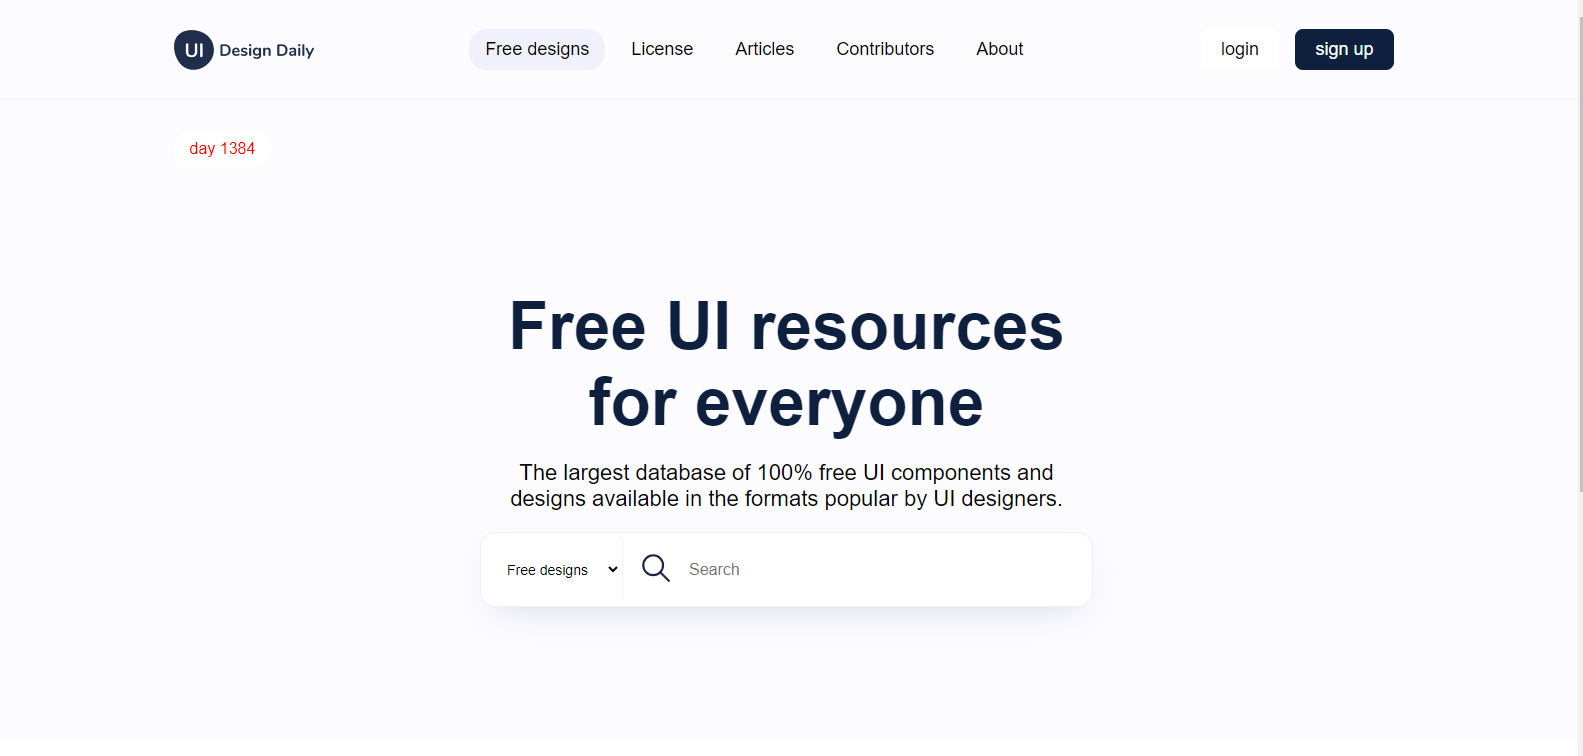 UI Design Daily
Free designs
License
Articles
Contributors
About
login
sign up
day 1384
Free UI resources
for everyone
The largest database of 100% free UI components and
designs available in the formats popular by UI designers.
Free designs
Search